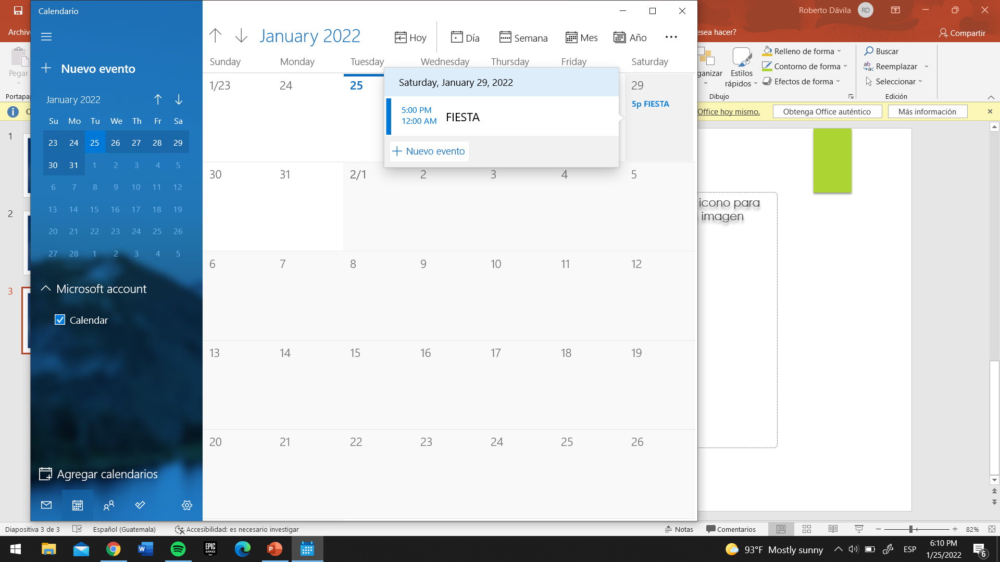 Calendario
Nuevo evento
January 2022
Su Mo Tu We Th Fr Sa
23 24 25 26 27 28 29
30 31 1 2 3 4 5
6 7 8 9 10 11 12
13 14 15 16 17 18 19
20 21 22 23 24 25 26
27 28 1 2 3 4 5
Microsoft account
Calendar
Agregar calendarios
January 2022
Hoy Día Semana Mes Año
Sunday Monday Tuesday Wednesday Thursday Friday Saturday
1/23 24 25 29
5p FIESTA
Saturday, January 29, 2022
5:00 PM
12:00 AM
FIESTA
Nuevo evento
30 31 2/1 2 3 4 5
6 7 8 9 10 11 12
13 14 15 16 17 18 19
20 21 22 23 24 25 26
Roberto Dávila RD
Compartir
hacer?
Pegar
Estilos
rápidos
Relleno de forma
Contorno de forma
Efectos de forma
Dibujo
Buscar
Reemplazar
Seleccionar
Edición
Office hoy mismo.
Obtenga Office auténtico
Más información
1
2
3
icono para
imagen
Diapositiva 3 de 3
Español (Guatemala)
Accesibilidad: es necesario investigar
Notas
Comentarios
82%
EPIC
GAMES
93°F Mostly sunny
ESP
6:10 PM
1/25/2022
6